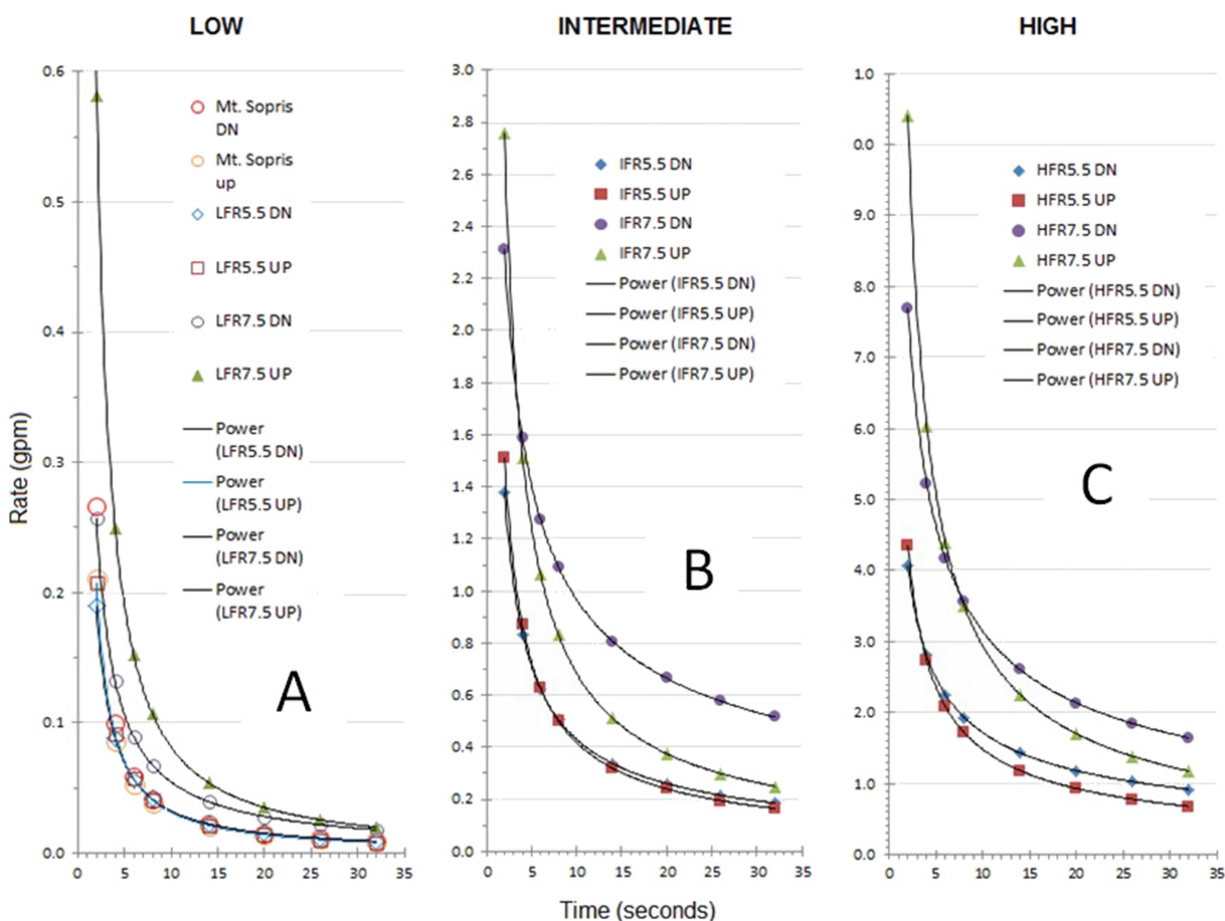 LOW
INTERMEDIATE
HIGH
Rate (gpm)
0.6
0.5
0.4
0.3
0.2
0.1
0.0
Mt. Sopris
DN
Mt. Sopris
up
LFR5.5 DN
LFR5.5 UP
LFR7.5 DN
LFR7.5 UP
Power
(LFR5.5 DN)
Power
(LFR5.5 UP)
Power
(LFR7.5 DN)
Power
(LFR7.5 UP)
A
0 5 10 15 20 25 30 35
3.0
2.8
2.6
2.4
2.2
2.0
1.8
1.6
1.4
1.2
1.0
0.8
0.6
0.4
0.2
0.0
IFR5.5 DN
IFR5.5 UP
IFR7.5 DN
IFR7.5 UP
Power (IFR5.5 DN)
Power (IFR5.5 UP)
Power (IFR7.5 DN)
Power (IFR7.5 UP)
B
0 5 10 15 20 25 30 35
1.0
0.0
9.0
8.0
7.0
6.0
5.0
4.0
3.0
2.0
1.0
0.0
HFR5.5 DN
HFR5.5 UP
HFR7.5 DN
HFR7.5 UP
Power (HFR5.5 DN)
Power (HFR5.5 UP)
Power (HFR7.5 DN)
Power (HFR7.5 UP)
C
0 5 10 15 20 25 30 35
Time (seconds)